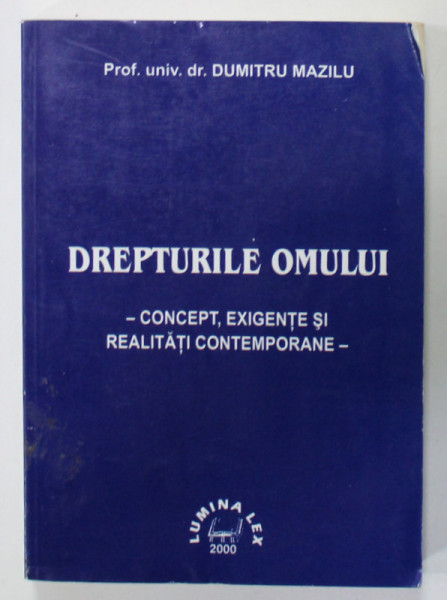 Prof. univ. dr. DUMITRU MAZILU
DREPTURILE OMULUI
– CONCEPT, EXIGENȚE ȘI
REALITĂȚI CONTEMPORANE –
LUMINA LEX
2000